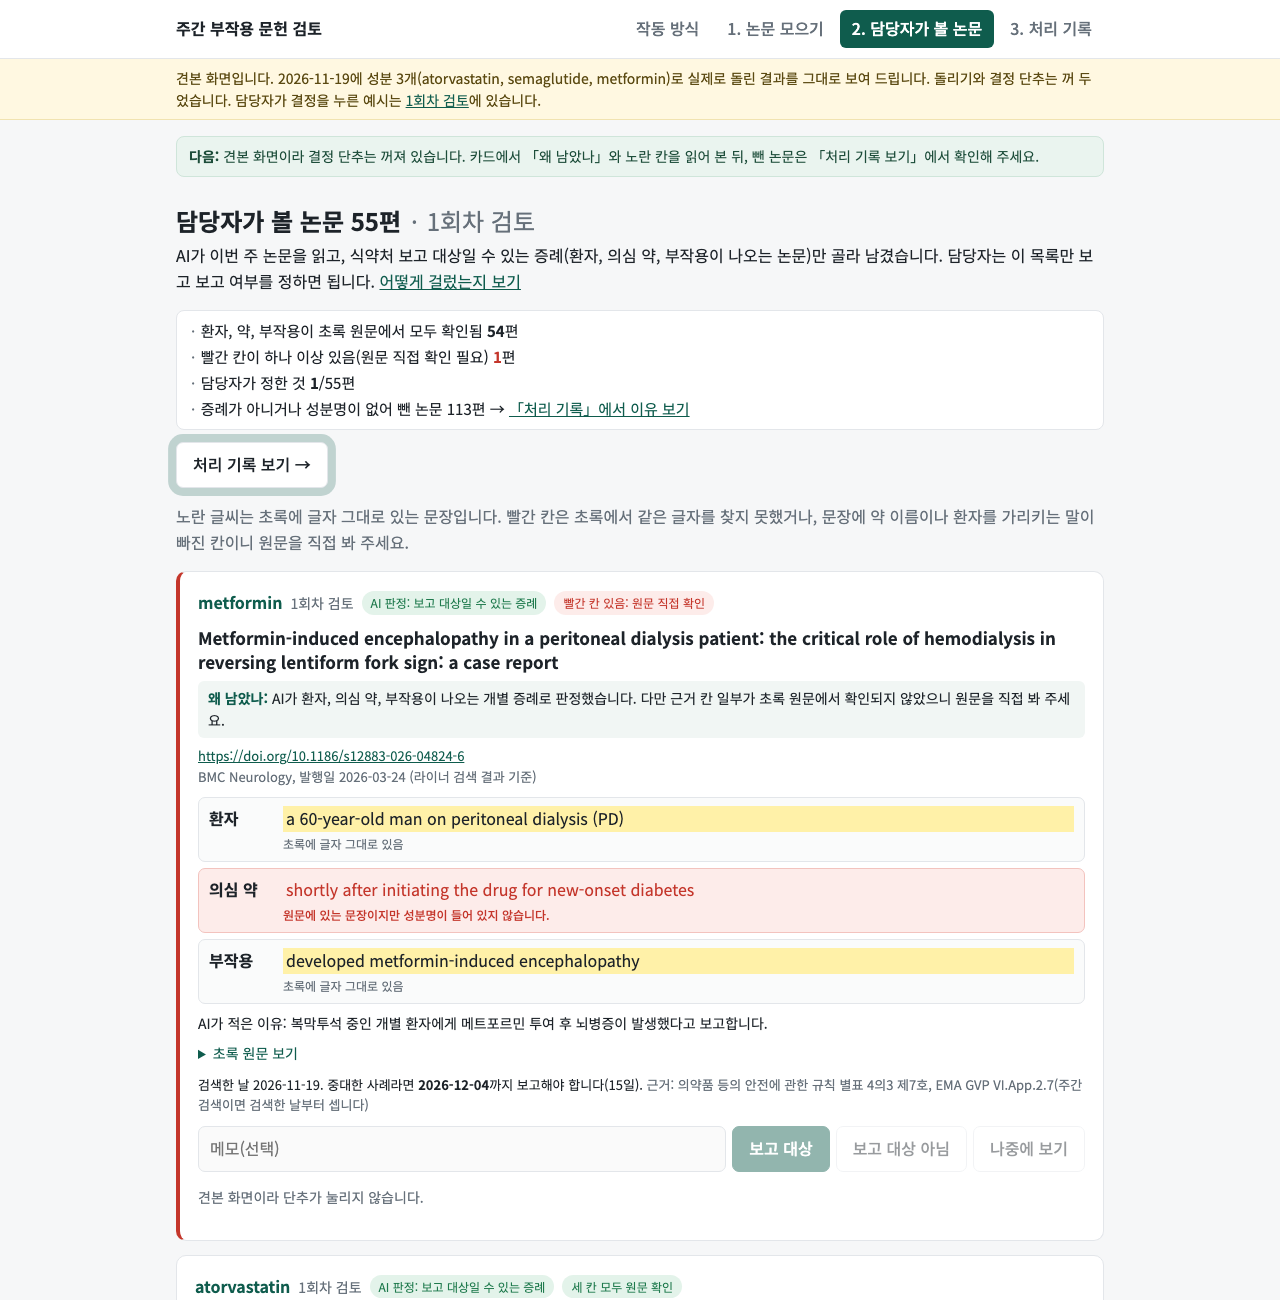 주간 부작용 문헌 검토
작동 방식
1. 논문 모으기
2. 담당자가 볼 논문
3. 처리 기록
견본 화면입니다. 2026-11-19에 성분 3개(atorvastatin, semaglutide, metformin)로 실제로 돌린 결과를 그대로 보여 드립니다. 돌리기와 결정 단추는 꺼 두
었습니다. 담당자가 결정을 누른 예시는 1회차 검토에 있습니다.
다음: 견본 화면이라 결정 단추는 꺼져 있습니다. 카드에서 「왜 남았나」와 노란 칸을 읽어 본 뒤, 뺀 논문은 「처리 기록 보기」에서 확인해 주세요.
담당자가 볼 논문 55편 · 1회차 검토
AI가 이번 주 논문을 읽고, 식약처 보고 대상일 수 있는 증례(환자, 의심 약, 부작용이 나오는 논문)만 골라 남겼습니다. 담당자는 이 목록만 보
고 보고 여부를 정하면 됩니다. 어떻게 걸렀는지 보기
· 환자, 약, 부작용이 초록 원문에서 모두 확인됨 54편
· 빨간 칸이 하나 이상 있음(원문 직접 확인 필요) 1편
· 담당자가 정한 것 1/55편
· 증례가 아니거나 성분명이 없어 뺀 논문 113편 → 「처리 기록」에서 이유 보기
처리 기록 보기 →
노란 글씨는 초록에 글자 그대로 있는 문장입니다. 빨간 칸은 초록에서 같은 글자를 찾지 못했거나, 문장에 약 이름이나 환자를 가리키는 말이
빠진 칸이니 원문을 직접 봐 주세요.
metformin 1회차 검토 AI 판정: 보고 대상일 수 있는 증례 빨간 칸 있음: 원문 직접 확인
Metformin-induced encephalopathy in a peritoneal dialysis patient: the critical role of hemodialysis in
reversing lentiform fork sign: a case report
왜 남았나: AI가 환자, 의심 약, 부작용이 나오는 개별 증례로 판정했습니다. 다만 근거 칸 일부가 초록 원문에서 확인되지 않았으니 원문을 직접 봐 주세
요.
https://doi.org/10.1186/s12883-026-04824-6
BMC Neurology, 발행일 2026-03-24 (라이너 검색 결과 기준)
환자 a 60-year-old man on peritoneal dialysis (PD)
초록에 글자 그대로 있음
의심 약 shortly after initiating the drug for new-onset diabetes
원문에 있는 문장이지만 성분명이 들어 있지 않습니다.
부작용 developed metformin-induced encephalopathy
초록에 글자 그대로 있음
AI가 적은 이유: 복막투석 중인 개별 환자에게 메트포르민 투여 후 뇌병증이 발생했다고 보고합니다.
▶ 초록 원문 보기
검색한 날 2026-11-19. 중대한 사례라면 2026-12-04까지 보고해야 합니다(15일). 근거: 의약품 등의 안전에 관한 규칙 별표 4의3 제7호, EMA GVP VI.App.2.7(주간
검색이면 검색한 날부터 셉니다)
메모(선택)
보고 대상
보고 대상 아님
나중에 보기
견본 화면이라 단추가 눌리지 않습니다.
atorvastatin 1회차 검토 AI 판정: 보고 대상일 수 있는 증례 세 칸 모두 원문 확인